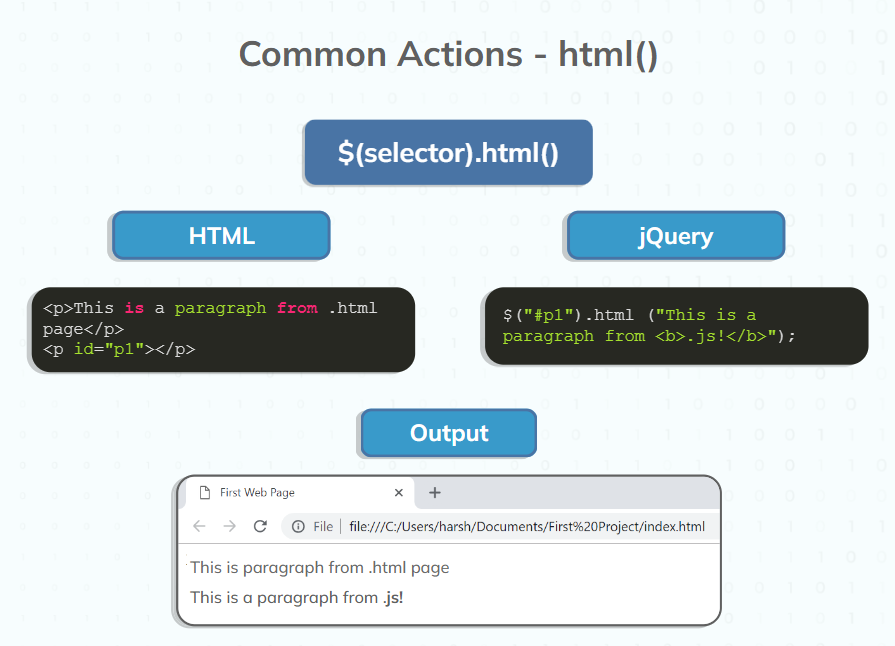 Common Actions - html()
$(selector).html()
HTML
jQuery
<p>This is a paragraph from .html
page</p>
<p id="p1"></p>
$("#p1").html ("This is a
paragraph from <b>.js!</b>");
Output
First Web Page
File file:///C:/Users/harsh/Documents/First%20Project/index.html
This is paragraph from .html page
This is a paragraph from .js!